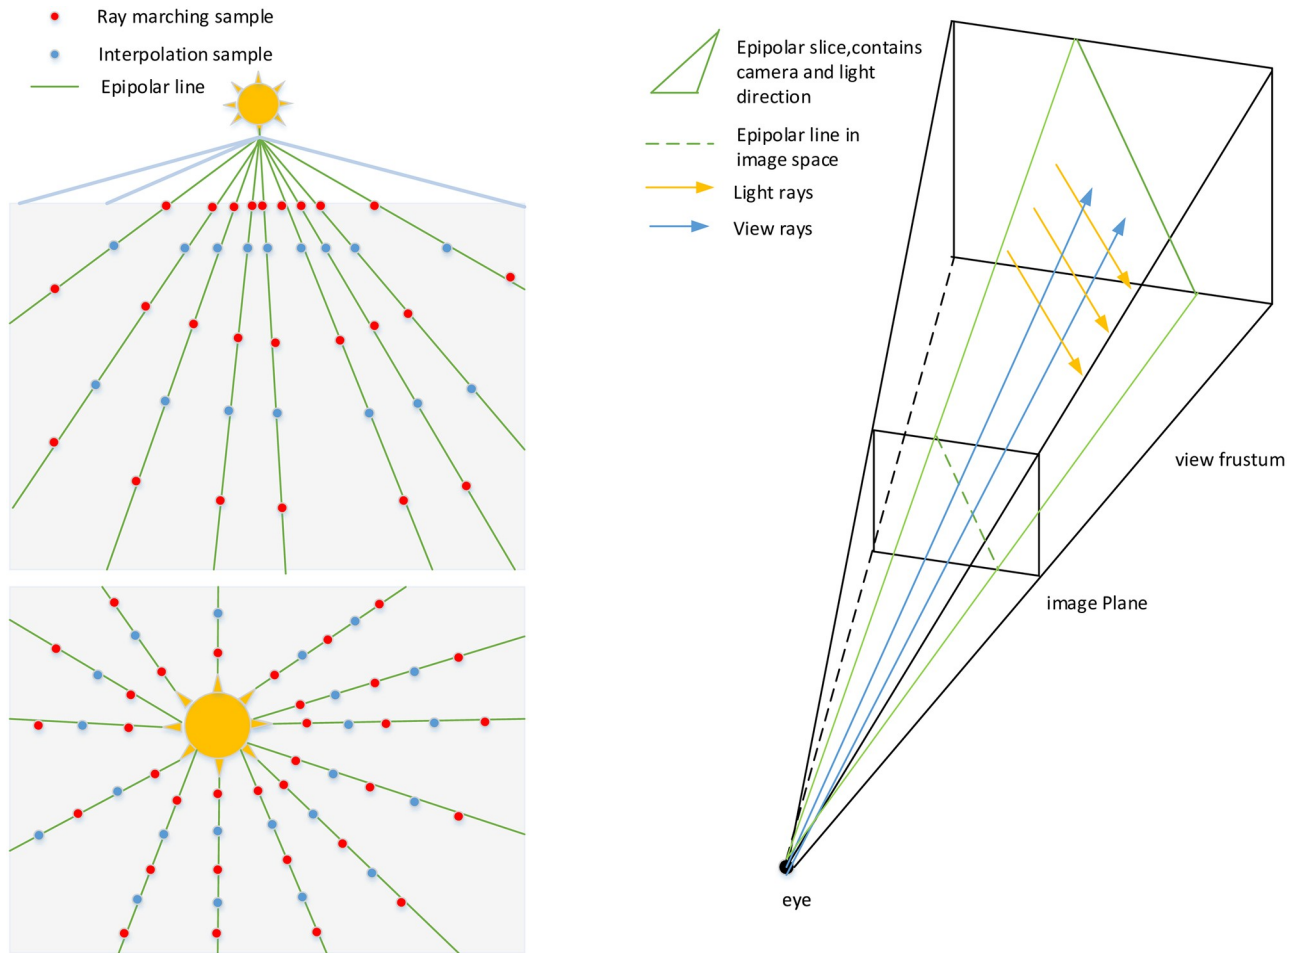 Ray marching sample
Interpolation sample
Epipolar line
Epipolar slice,contains
camera and light
direction
Epipolar line in
image space
Light rays
View rays
view frustum
image Plane
eye